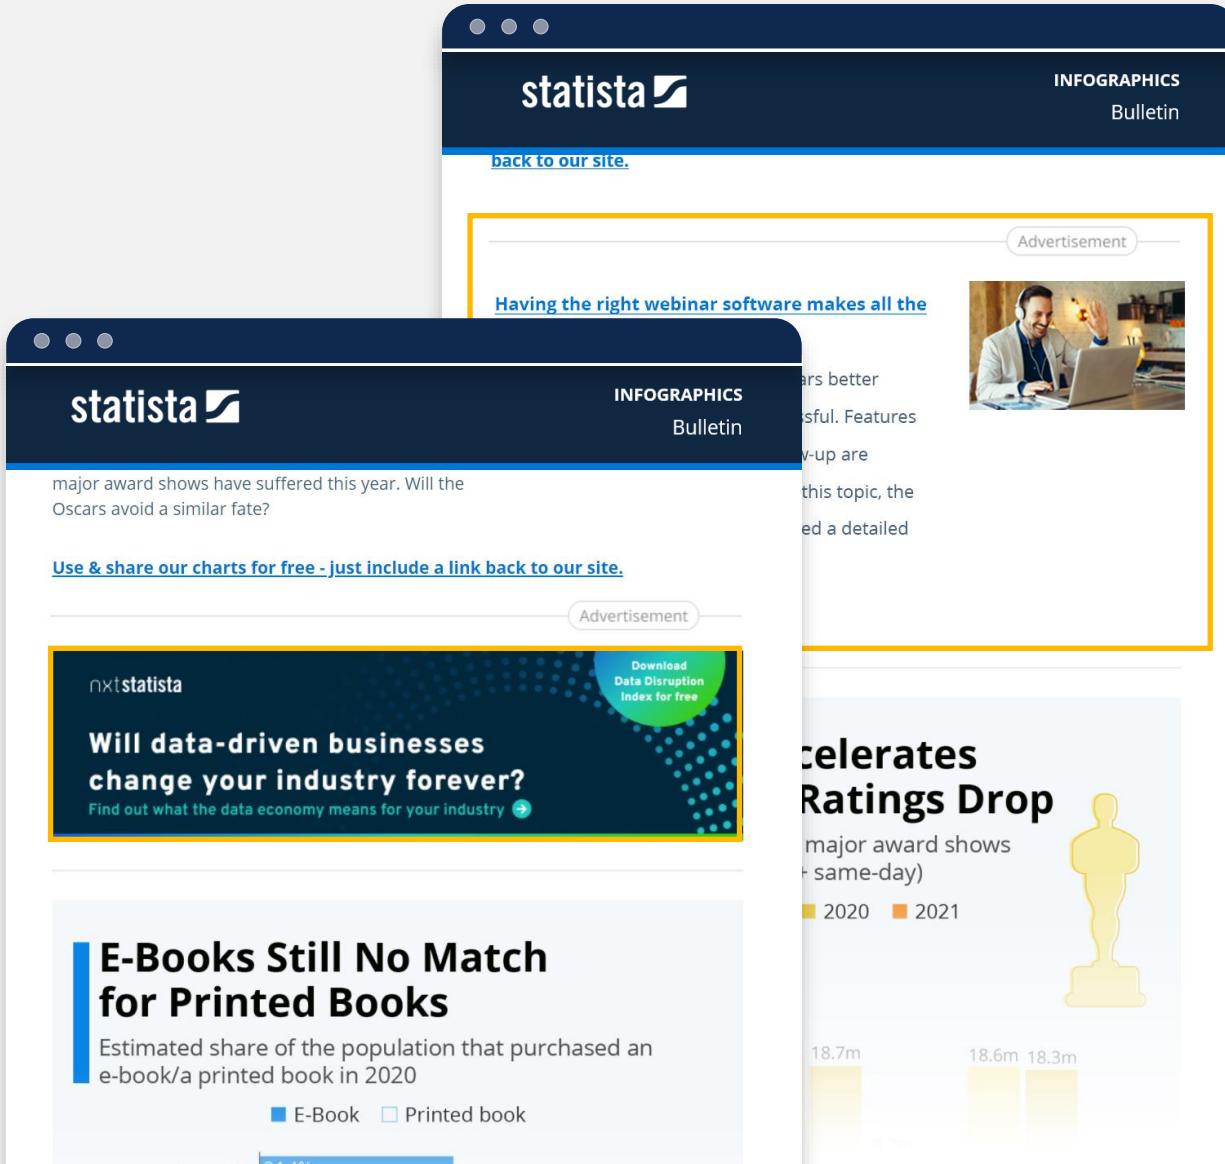 statista
INFOGRAPHICS
Bulletin
back to our site.
Advertisement
Having the right webinar software makes all the
better
Features
are
this topic, the
a detailed
Ratings Drop
major award shows
same-day)
2020 2021
18.7m 18.6m 18.3m
statista
INFOGRAPHICS
Bulletin
major award shows have suffered this year. Will the
Oscars avoid a similar fate?
Use & share our charts for free - just include a link back to our site.
Advertisement
nxtstatista
Download
Data Disruption
Index for free
Will data-driven businesses
change your industry forever?
Find out what the data economy means for your industry
E-Books Still No Match
for Printed Books
Estimated share of the population that purchased an
e-book/a printed book in 2020
E-Book Printed book